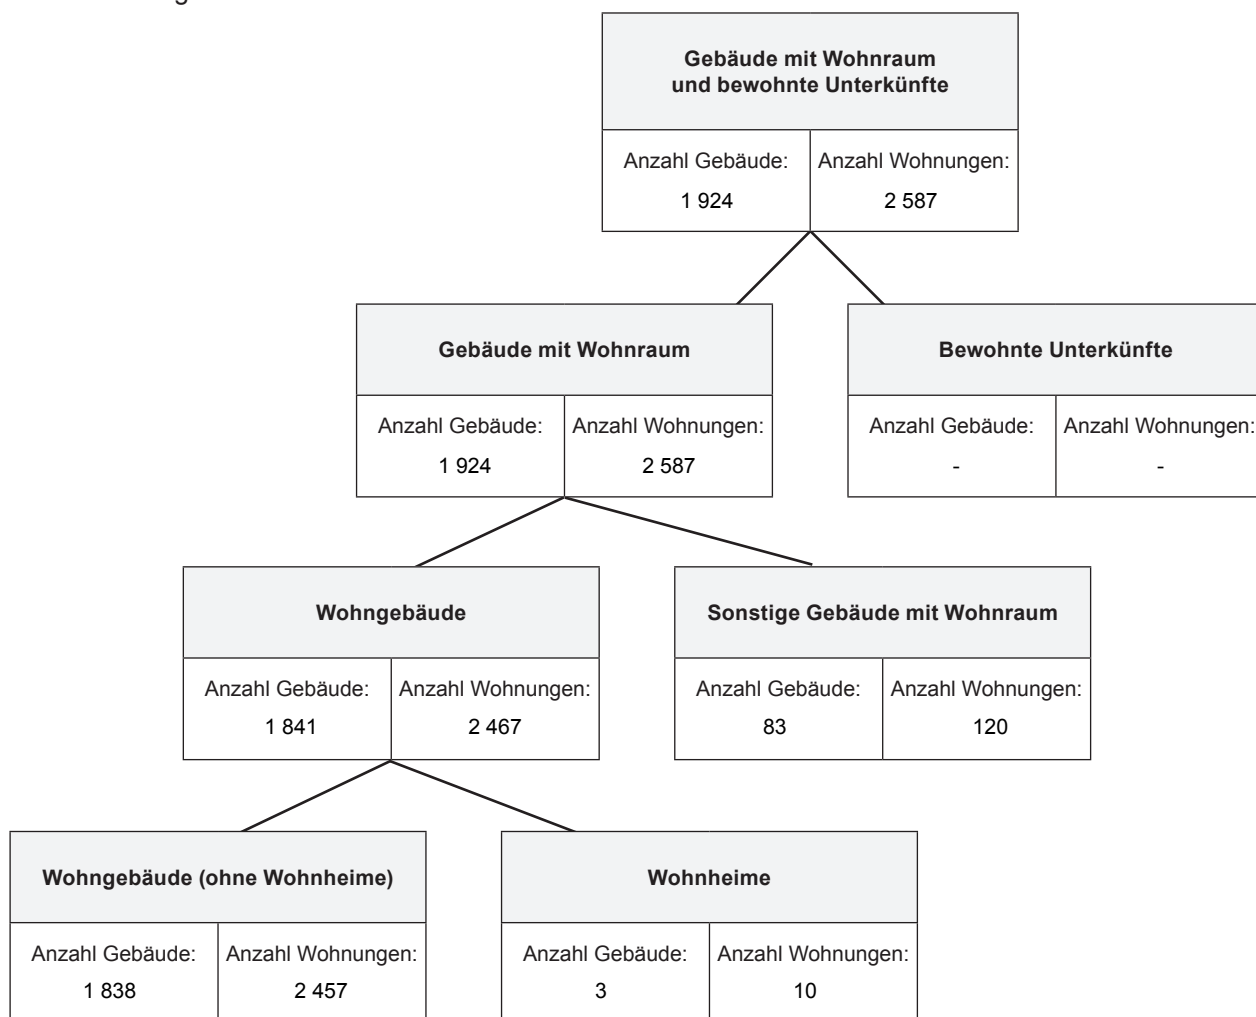 Gebäude mit Wohnraum
und bewohnte Unterkünfte
Anzahl Gebäude: Anzahl Wohnungen:
1 924 2 587
Gebäude mit Wohnraum Bewohnte Unterkünfte
Anzahl Gebäude: Anzahl Wohnungen: Anzahl Gebäude: Anzahl Wohnungen:
1 924 2 587 - -
Wohngebäude Sonstige Gebäude mit Wohnraum
Anzahl Gebäude: Anzahl Wohnungen: Anzahl Gebäude: Anzahl Wohnungen:
1 841 2 467 83 120
Wohngebäude (ohne Wohnheime) Wohnheime
Anzahl Gebäude: Anzahl Wohnungen: Anzahl Gebäude: Anzahl Wohnungen:
1 838 2 457 3 10